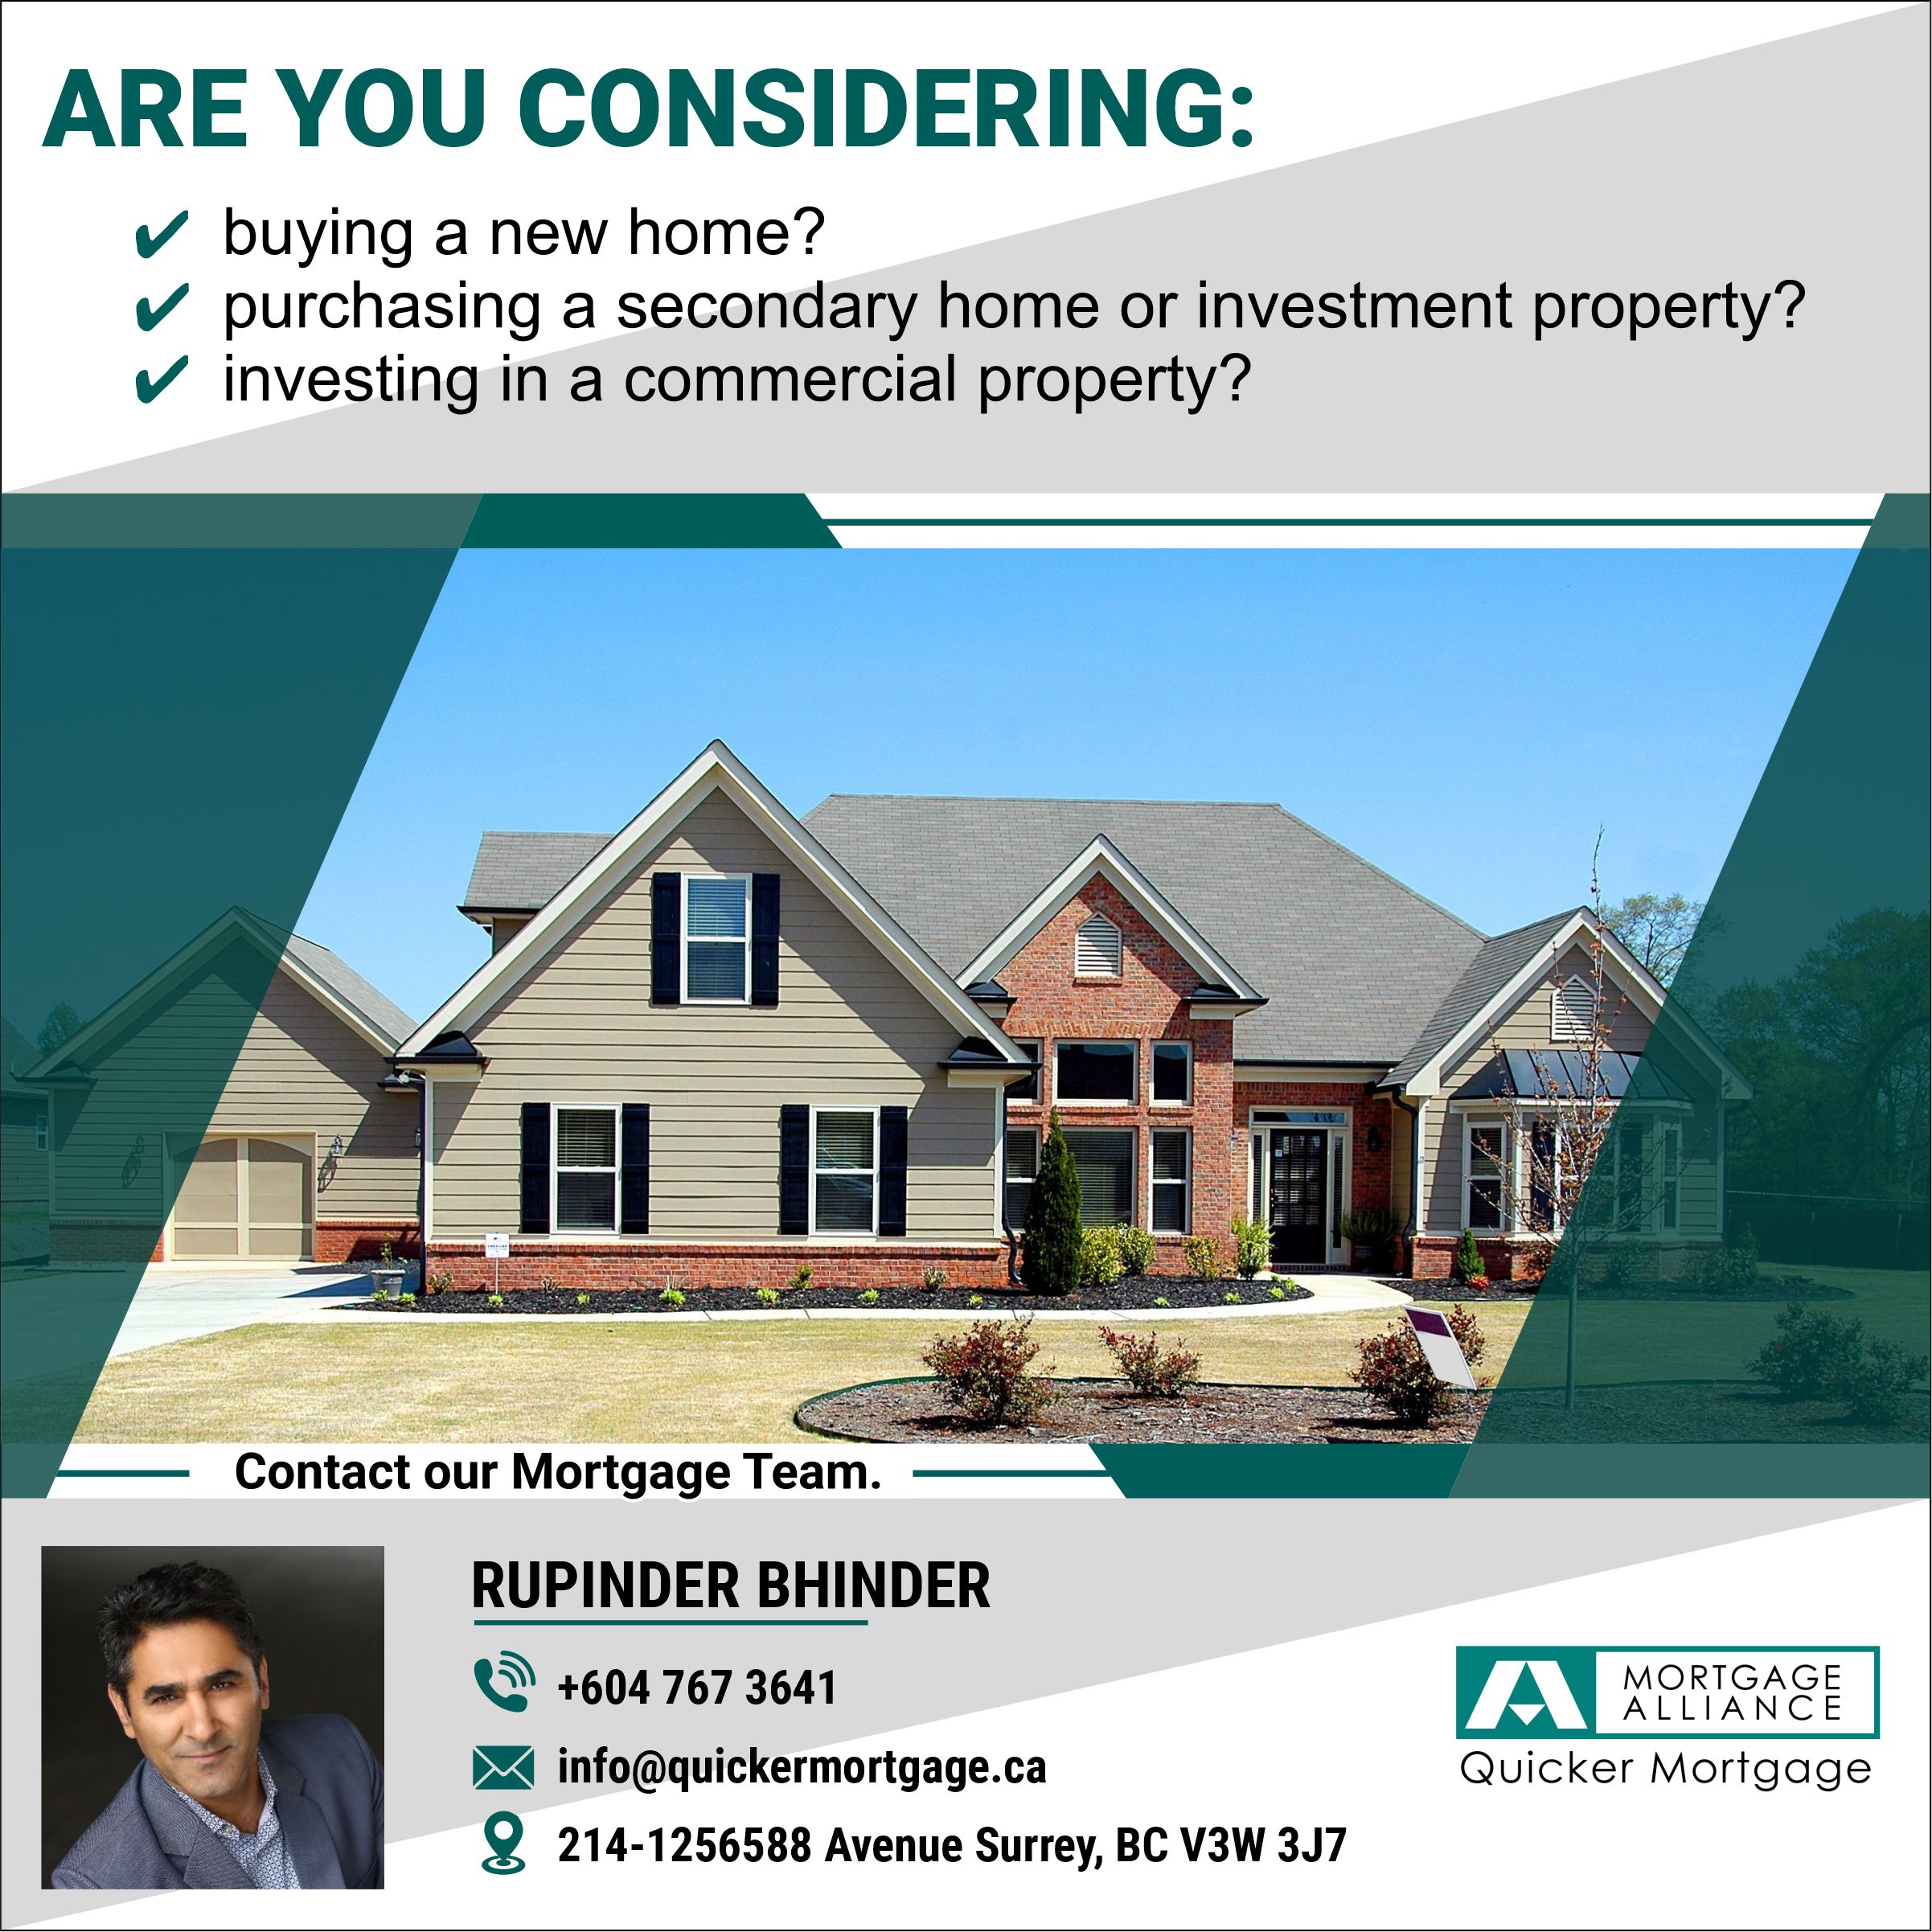 ARE YOU CONSIDERING:
✔ buying a new home?
✔ purchasing a secondary home or investment property?
✔ investing in a commercial property?
Contact our Mortgage Team.
RUPINDER BHINDER
+604 767 3641
info@quickermortgage.ca
214-1256588 Avenue Surrey, BC V3W 3J7
MORTGAGE
ALLIANCE
Quicker Mortgage